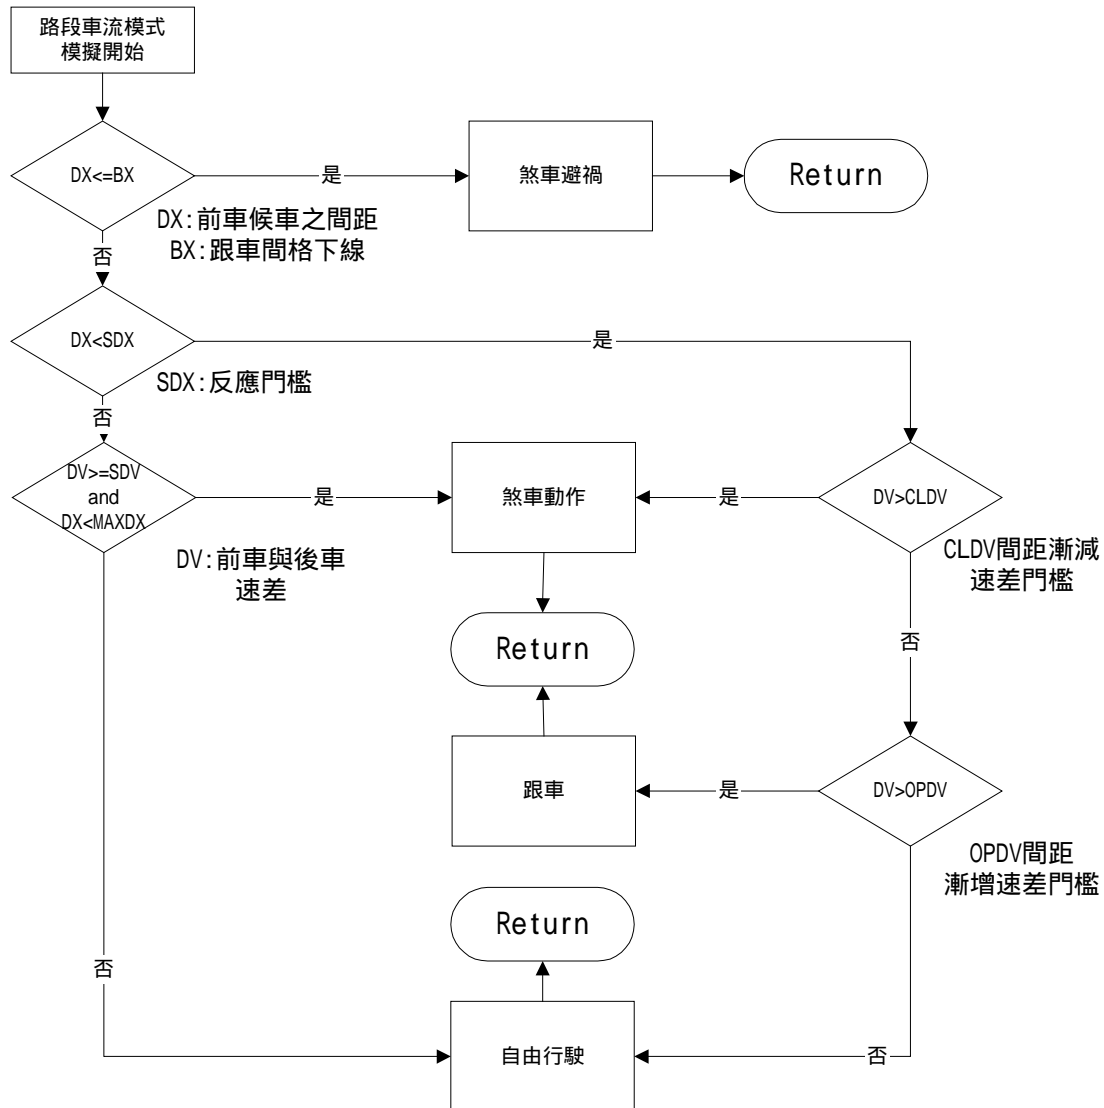 路段車流模式
模擬開始
DX<=BX
是
煞車避禍
Return
DX:前車候車之間距
BX:跟車間格下線
否
DX<SDX
是
SDX:反應門檻
否
DV>=SDV
and
DX<MAXDX
是
煞車動作
是
DV>CLDV
DV:前車與後車
速差
CLDV間距漸減
速差門檻
Return
否
跟車
是
DV>OPDV
OPDV間距
漸增速差門檻
Return
否
自由行駛
否